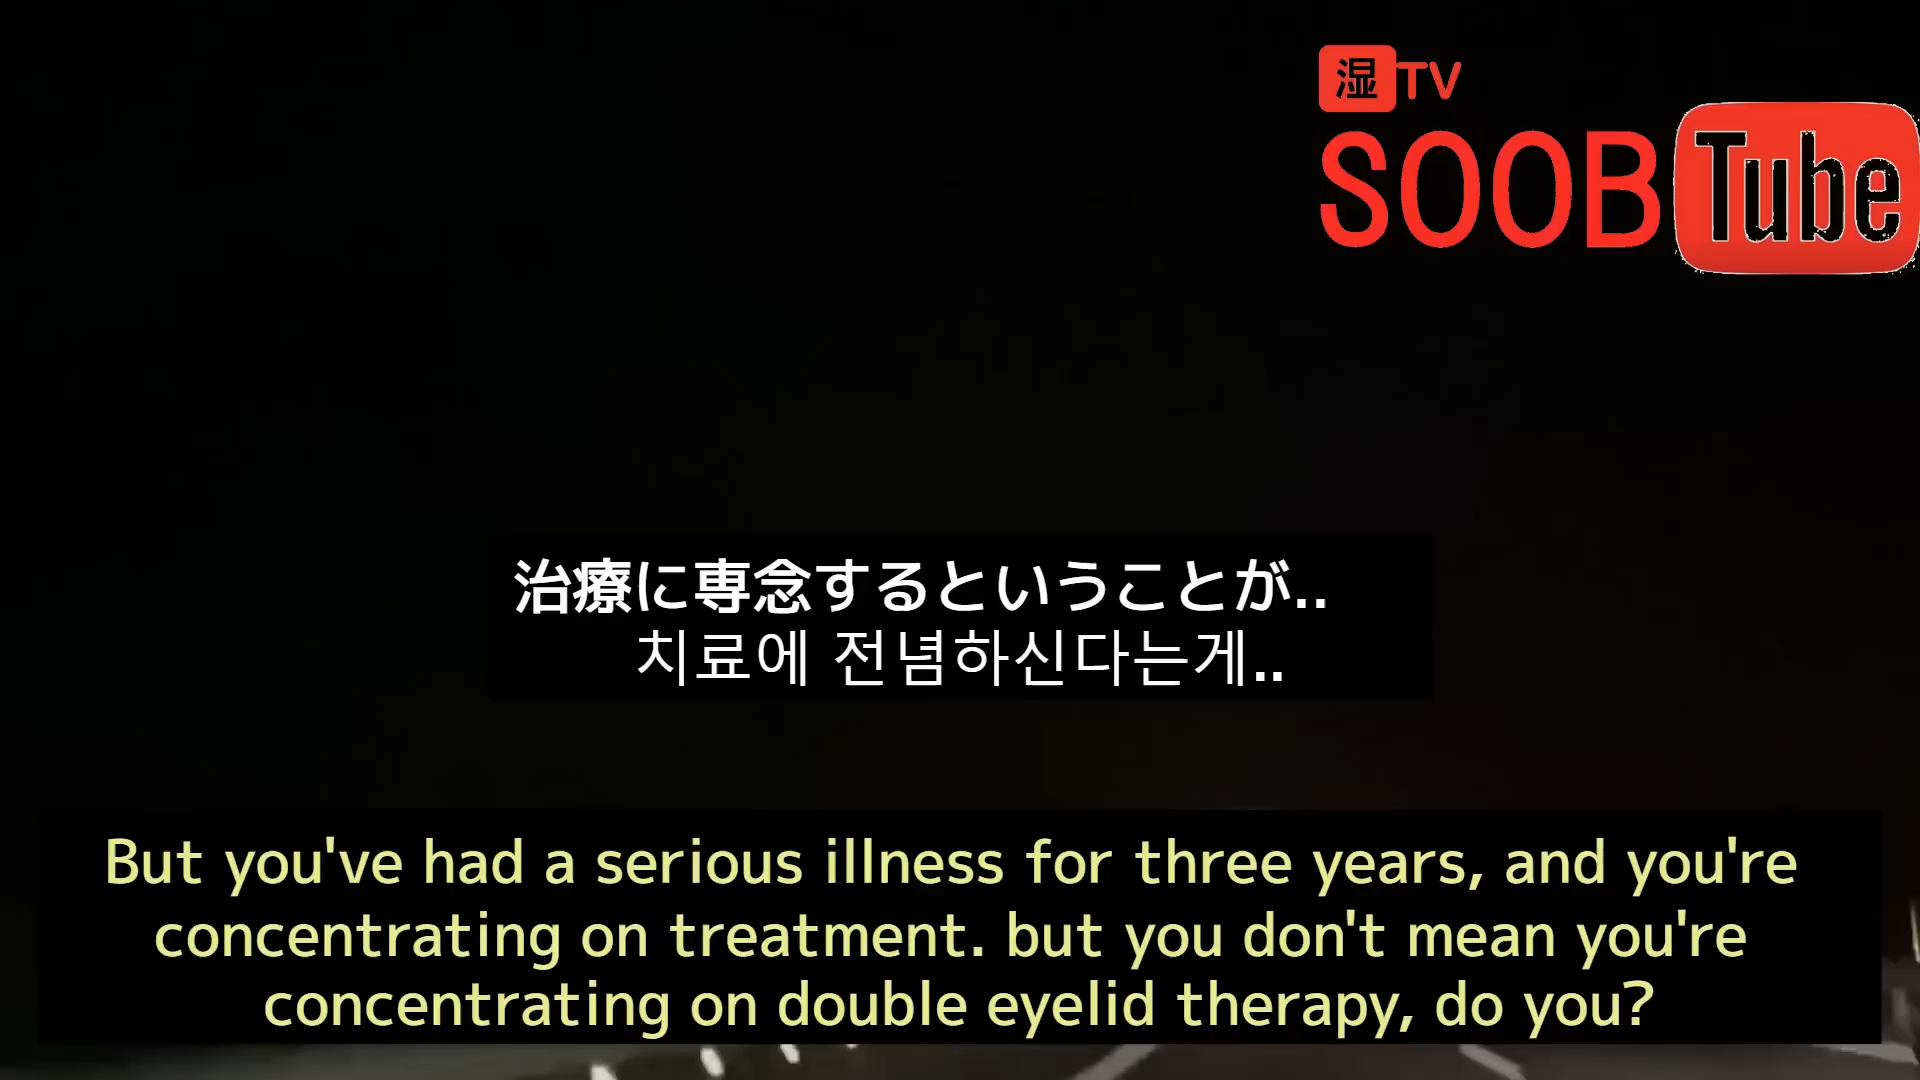 湿TV
SOOBTube
治療に専念するということが..
치료에 전념하신다는게..
But you've had a serious illness for three years, and you're
concentrating on treatment. but you don't mean you're
concentrating on double eyelid therapy, do you?